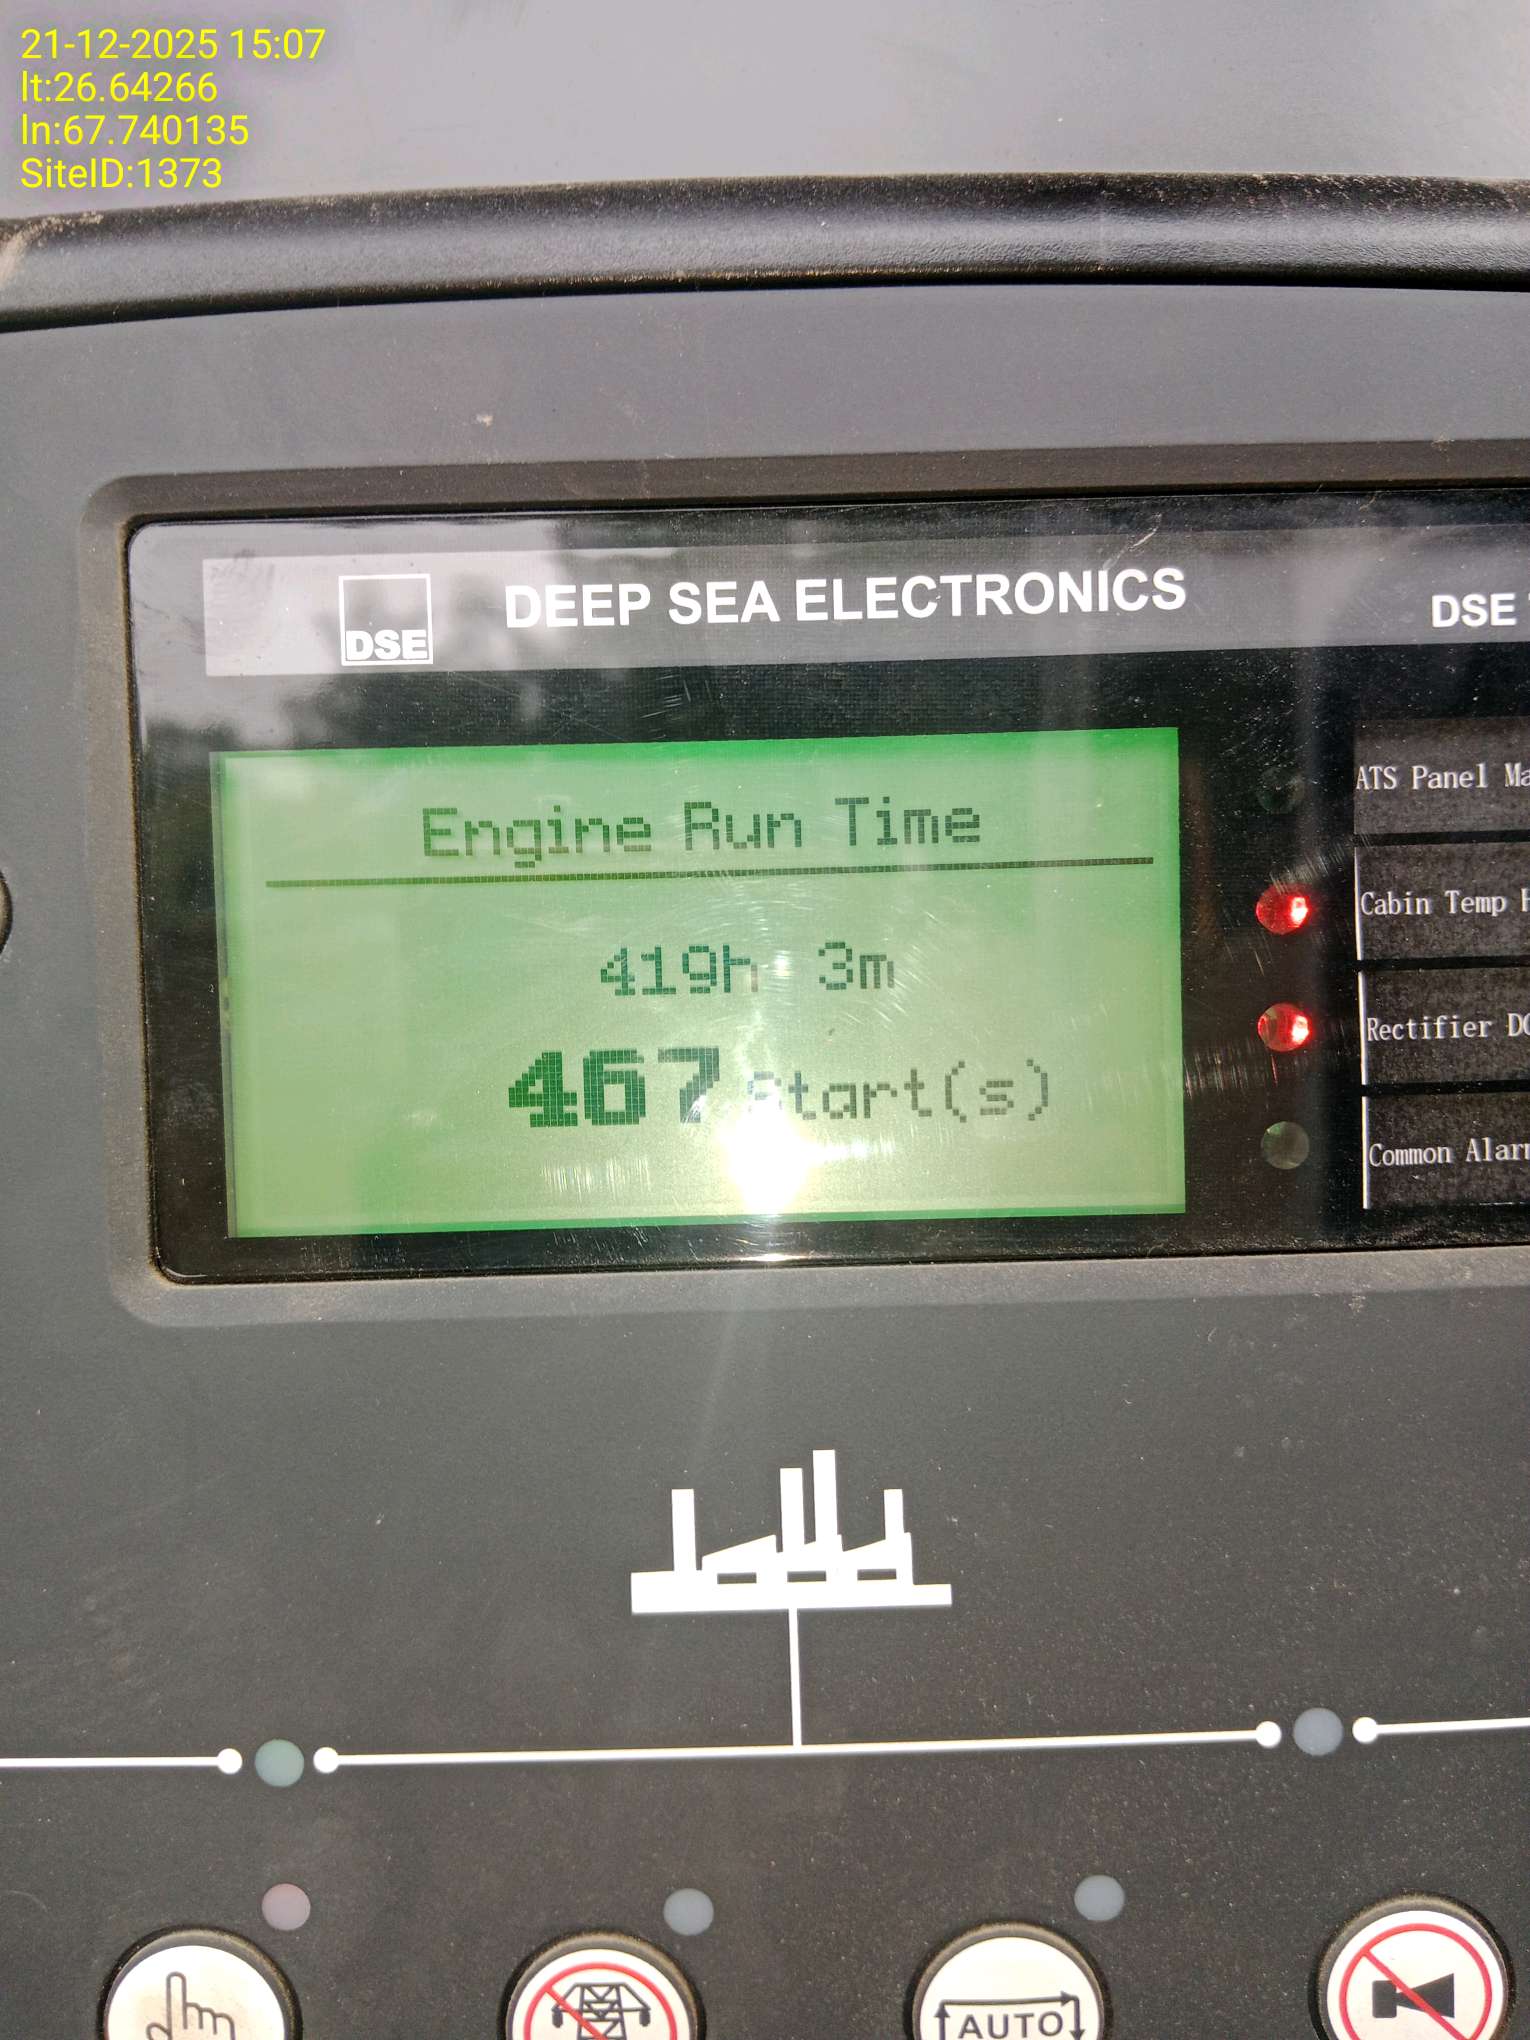 21-12-2025 15:07
lt:26.64266
ln:67.740135
SiteID:1373
DSE
DEEP SEA ELECTRONICS
DSE
Engine Run Time
419h 3m
467 Start(s)
ATS Panel
Cabin Temp
Rectifier
Common
AUTO